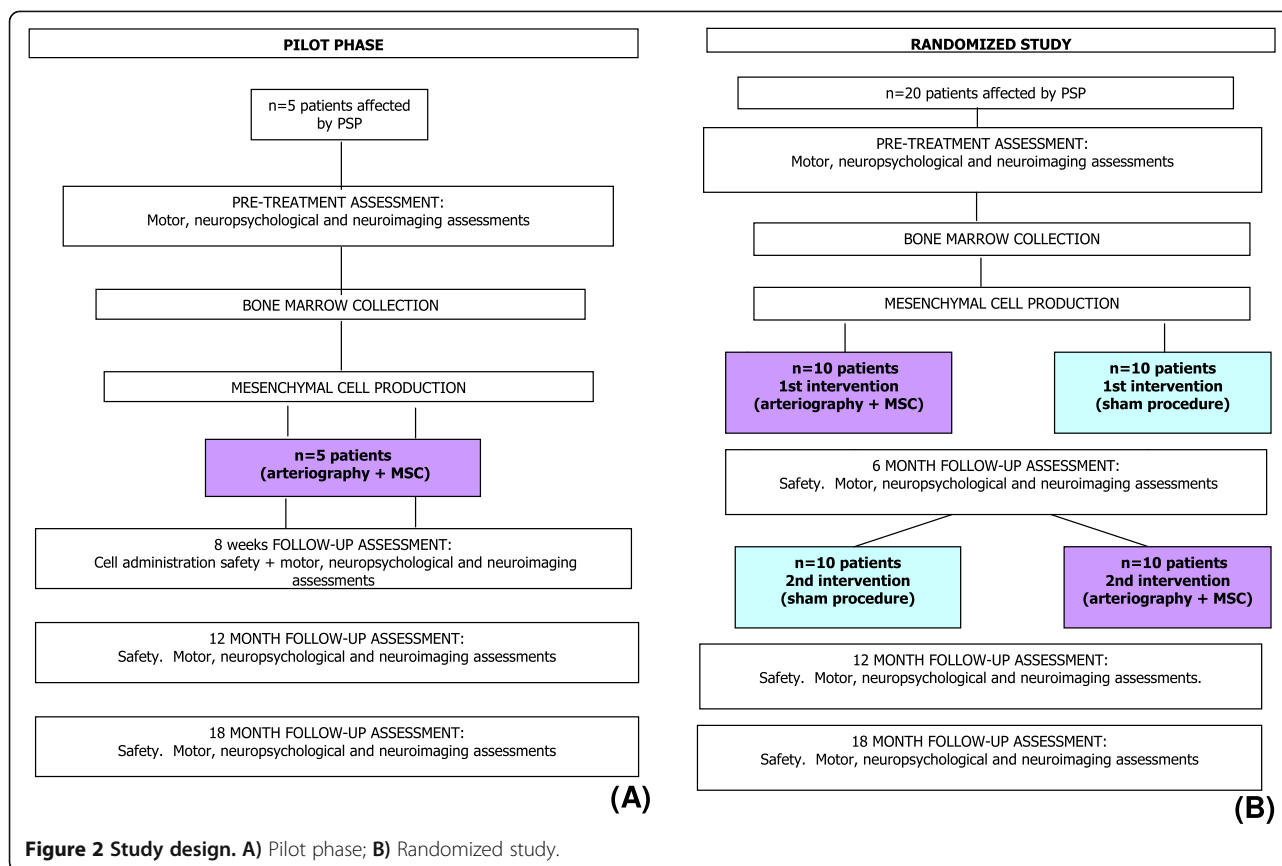 PILOT PHASE
n=5 patients affected
by PSP
PRE-TREATMENT ASSESSMENT:
Motor, neuropsychological and neuroimaging assessments
BONE MARROW COLLECTION
MESENCHYMAL CELL PRODUCTION
n=5 patients
(arteriography + MSC)
8 weeks FOLLOW-UP ASSESSMENT:
Cell administration safety + motor, neuropsychological and neuroimaging
assessments
12 MONTH FOLLOW-UP ASSESSMENT:
Safety. Motor, neuropsychological and neuroimaging assessments
18 MONTH FOLLOW-UP ASSESSMENT:
Safety. Motor, neuropsychological and neuroimaging assessments
(A)
RANDOMIZED STUDY
n=20 patients affected by PSP
PRE-TREATMENT ASSESSMENT:
Motor, neuropsychological and neuroimaging assessments
BONE MARROW COLLECTION
MESENCHYMAL CELL PRODUCTION
n=10 patients
1st intervention
(arteriography + MSC)
n=10 patients
1st intervention
(sham procedure)
6 MONTH FOLLOW-UP ASSESSMENT:
Safety. Motor, neuropsychological and neuroimaging assessments
n=10 patients
2nd intervention
(sham procedure)
n=10 patients
2nd intervention
(arteriography + MSC)
12 MONTH FOLLOW-UP ASSESSMENT:
Safety. Motor, neuropsychological and neuroimaging assessments.
18 MONTH FOLLOW-UP ASSESSMENT:
Safety. Motor, neuropsychological and neuroimaging assessments
(B)
Figure 2 Study design. A) Pilot phase; B) Randomized study.